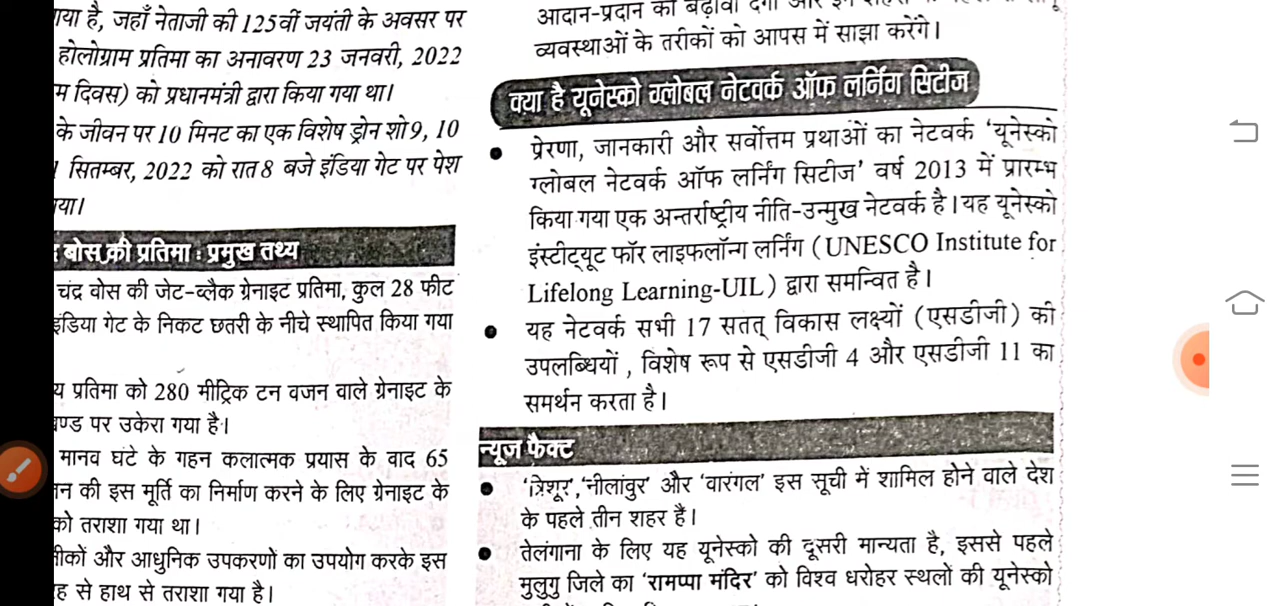 गया है, जहाँ नेताजी की 125वीं जयंती के अवसर पर
होलोग्राम प्रतिमा का अनावरण 23 जनवरी, 2022
म दिवस) को प्रधानमंत्री द्वारा किया गया था।
के जीवन पर 10 मिनट का एक विशेष ड्रोन शो 9, 10
सितम्बर, 2022 को रात 8 बजे इंडिया गेट पर पेश
या।
बोस की प्रतिमा : प्रमुख तथ्य
चंद्र वोस की जेट-ब्लैक ग्रेनाइट प्रतिमा, कुल 28 फीट
इंडिया गेट के निकट छतरी के नीचे स्थापित किया गया
य प्रतिमा को 280 मीट्रिक टन वजन वाले ग्रेनाइट के
ण्ड पर उकेरा गया है।
मानव घंटे के गहन कलात्मक प्रयास के वाद 65
न की इस मूर्ति का निर्माण करने के लिए ग्रेनाइट के
को तराशा गया था।
ीकों और आधुनिक उपकरणों का उपयोग करके इस
ह से हाथ से तराशा गया है।
आदान-प्रदान को बढ़ावा देगा और इन
व्यवस्थाओं के तरीकों को आपस में साझा करेंगे।
क्या है यूनेस्को ग्लोबल नेटवर्क ऑफ लर्निंग सिटीज
• प्रेरणा, जानकारी और सर्वोत्तम प्रथाओं का नेटवर्क ‘यूनेस्को
ग्लोबल नेटवर्क ऑफ लर्निंग सिटीज’ वर्ष 2013 में प्रारम्भ
किया गया एक अन्तर्राष्ट्रीय नीति-उन्मुख नेटवर्क है। यह यूनेस्को
इंस्टीट्यूट फॉर लाइफलॉन्ग लर्निंग (UNESCO Institute for
Lifelong Learning-UIL) द्वारा समन्वित है।
• यह नेटवर्क सभी 17 सतत् विकास लक्ष्यों (एसडीजी) की
उपलब्धियों, विशेष रूप से एसडीजी 4 और एसडीजी 11 का
समर्थन करता है।
न्यूज फैक्ट
• ‘त्रिशूर’, ‘नीलांवुर’ और ‘वारंगल’ इस सूची में शामिल होने वाले देश
के पहले तीन शहर हैं।
• तेलंगाना के लिए यह यूनेस्को की दूसरी मान्यता है, इससे पहले
मुलुगु जिले का ‘रामप्पा मंदिर’ को विश्व धरोहर स्थलों की यूनेस्को